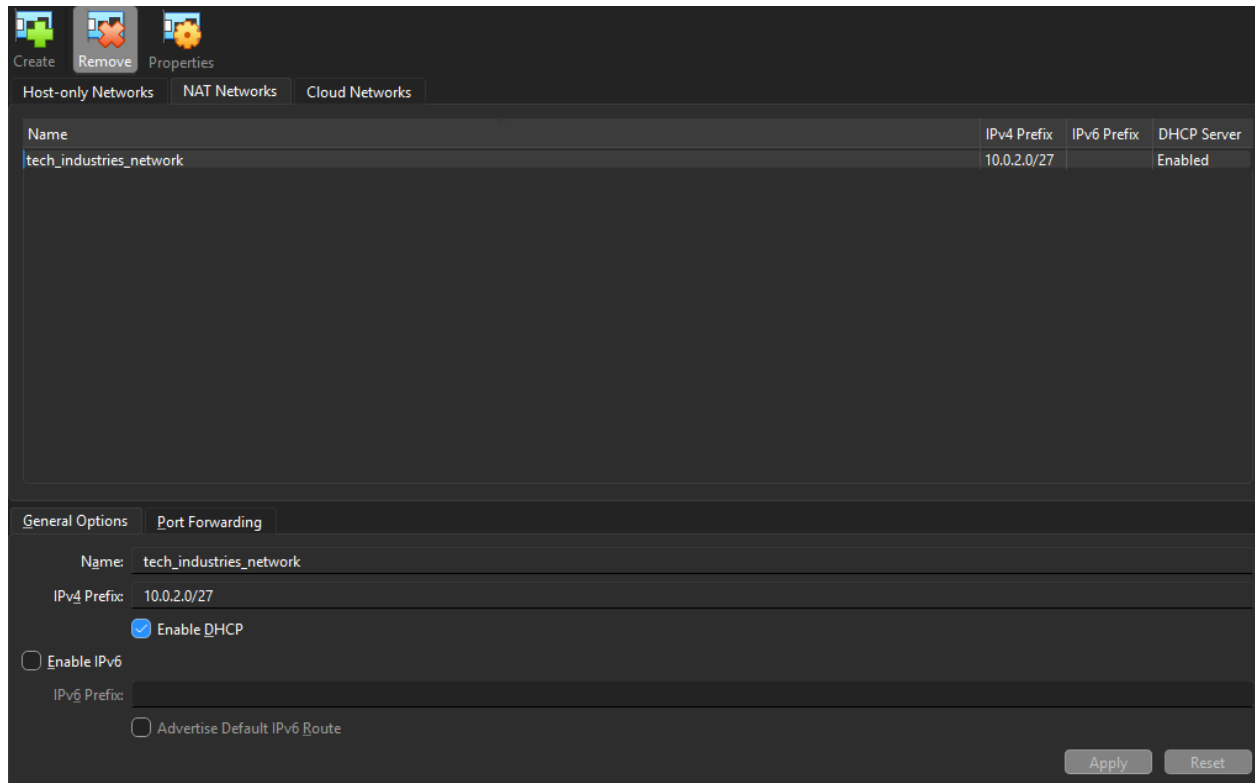 Create Remove Properties
Host-only Networks NAT Networks Cloud Networks
Name IPv4 Prefix IPv6 Prefix DHCP Server
tech_industries_network 10.0.2.0/27 Enabled
General Options Port Forwarding
Name: tech_industries_network
IPv4 Prefix: 10.0.2.0/27
Enable DHCP
Enable IPv6
IPv6 Prefix:
Advertise Default IPv6 Route
Apply Reset